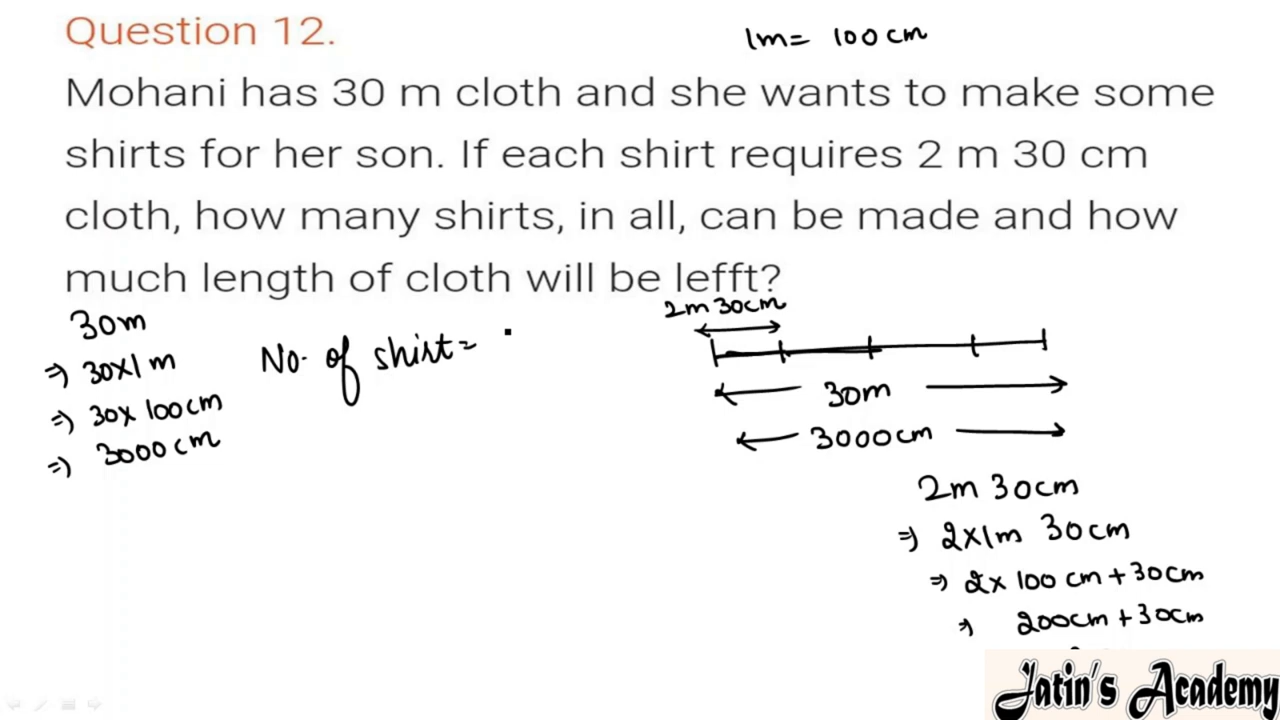 Question 12.
1m = 100 cm
Mohani has 30 m cloth and she wants to make some
shirts for her son. If each shirt requires 2 m 30 cm
cloth, how many shirts, in all, can be made and how
much length of cloth will be lefft?
30m
⇒ 30×1 m
⇒ 30× 100 cm
⇒ 3000 cm
No. of shirt =
2m 30cm
30m
3000cm
2m 30cm
⇒ 2×1m 30cm
⇒ 2× 100 cm + 30cm
⇒ 200cm + 30cm
Jatin's Academy